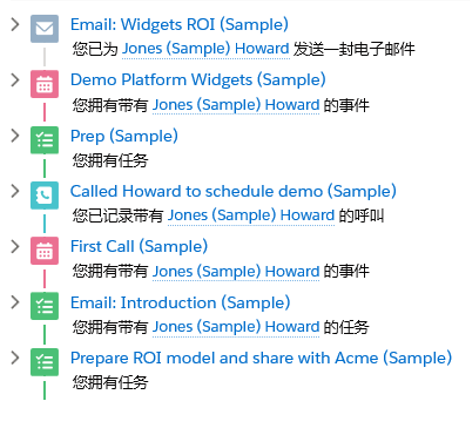 Email: Widgets ROI (Sample)
您已为 Jones (Sample) Howard 发送一封电子邮件
Demo Platform Widgets (Sample)
您拥有带有 Jones (Sample) Howard 的事件
Prep (Sample)
您拥有任务
Called Howard to schedule demo (Sample)
您已记录带有 Jones (Sample) Howard 的呼叫
First Call (Sample)
您拥有带有 Jones (Sample) Howard 的事件
Email: Introduction (Sample)
您拥有带有 Jones (Sample) Howard 的任务
Prepare ROI model and share with Acme (Sample)
您拥有任务